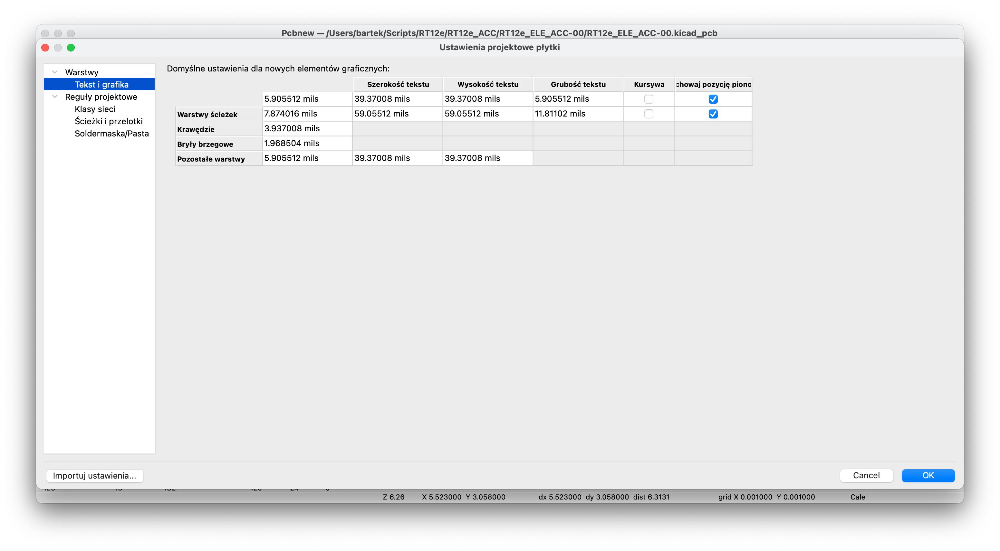 Pcbnew — /Users/bartek/Scripts/RT12e/RT12e_ACC/RT12e_ELE_ACC-00/RT12e_ELE_ACC-00.kicad_pcb
Ustawienia projektowe płytki
Warstwy
Tekst i grafika
Reguły projektowe
Klasy sieci
Ścieżki i przelotki
Soldermaska/Pasta
Domyślne ustawienia dla nowych elementów graficznych:
Szerokość tekstu Wysokość tekstu Grubość tekstu Kursywa chowaj pozycję piono
5.905512 mils 39.37008 mils 39.37008 mils 5.905512 mils
Warstwy ścieżek 7.874016 mils 59.05512 mils 59.05512 mils 11.81102 mils
Krawędzie 3.937008 mils
Bryły brzegowe 1.968504 mils
Pozostałe warstwy 5.905512 mils 39.37008 mils 39.37008 mils
Importuj ustawienia... Cancel OK
Z 6.26 X 5.523000 Y 3.058000 dx 5.523000 dy 3.058000 dist 6.3131 grid X 0.001000 Y 0.001000 Cale